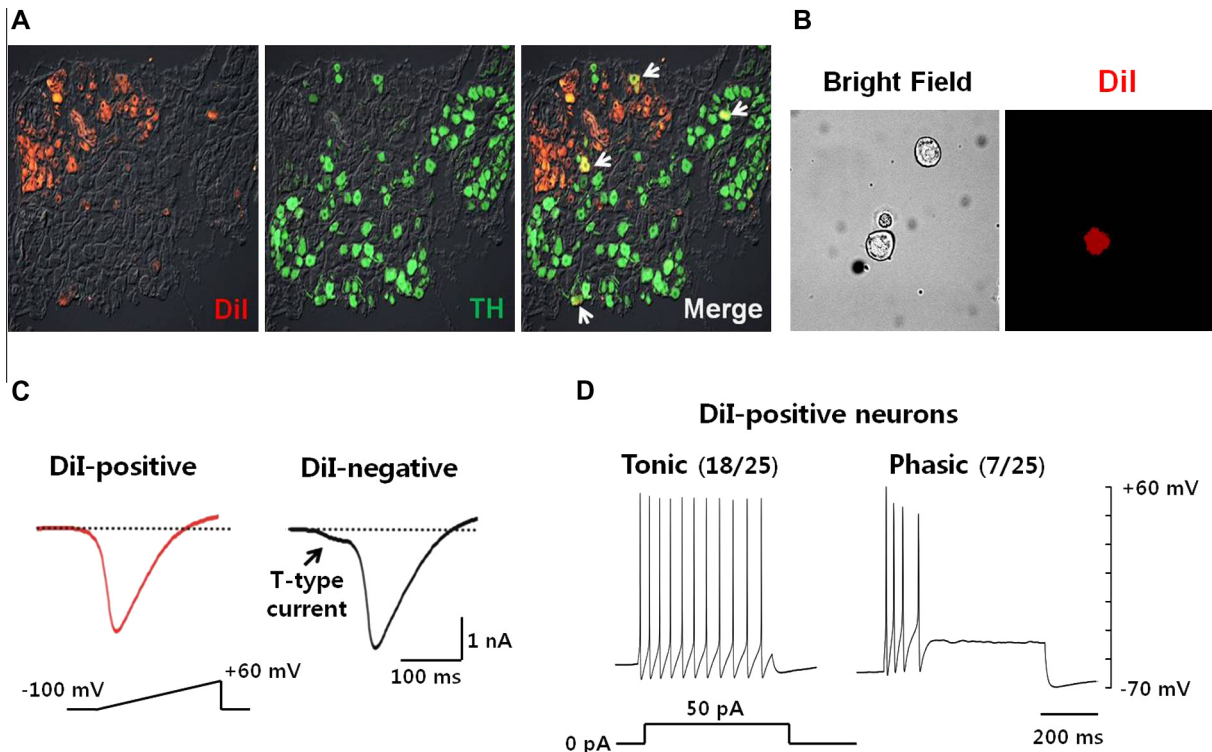 A
DiI
TH
Merge
B
Bright Field
DiI
C
DiI-positive
DiI-negative
T-type
current
1 nA
100 ms
-100 mV
+60 mV
D
DiI-positive neurons
Tonic (18/25)
Phasic (7/25)
+60 mV
-70 mV
50 pA
0 pA
200 ms